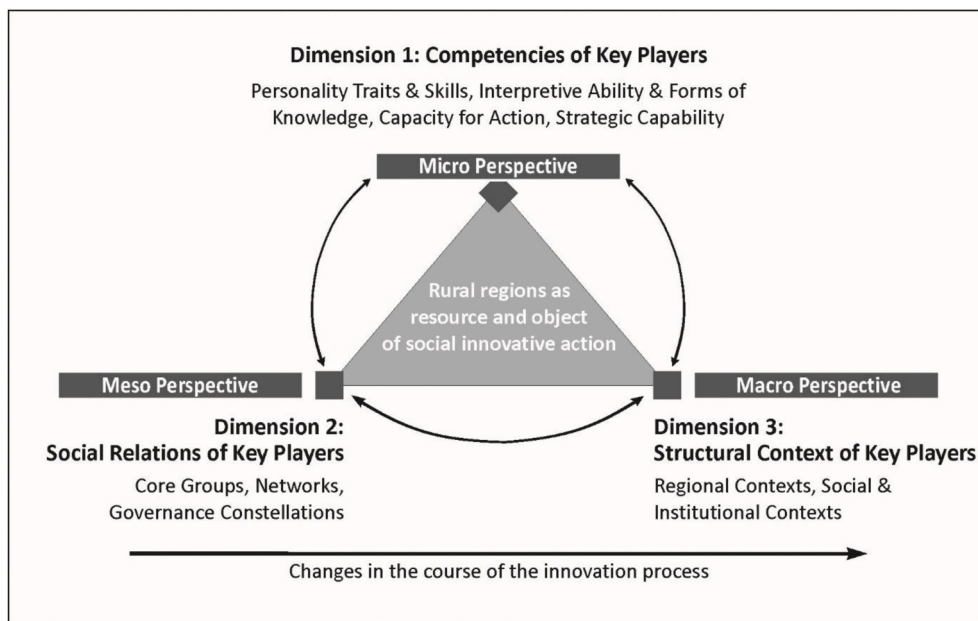 Dimension 1: Competencies of Key Players
Personality Traits & Skills, Interpretive Ability & Forms of
Knowledge, Capacity for Action, Strategic Capability
Micro Perspective
Rural regions as
resource and object
of social innovative action
Meso Perspective
Macro Perspective
Dimension 2:
Social Relations of Key Players
Core Groups, Networks,
Governance Constellations
Dimension 3:
Structural Context of Key Players
Regional Contexts, Social &
Institutional Contexts
Changes in the course of the innovation process